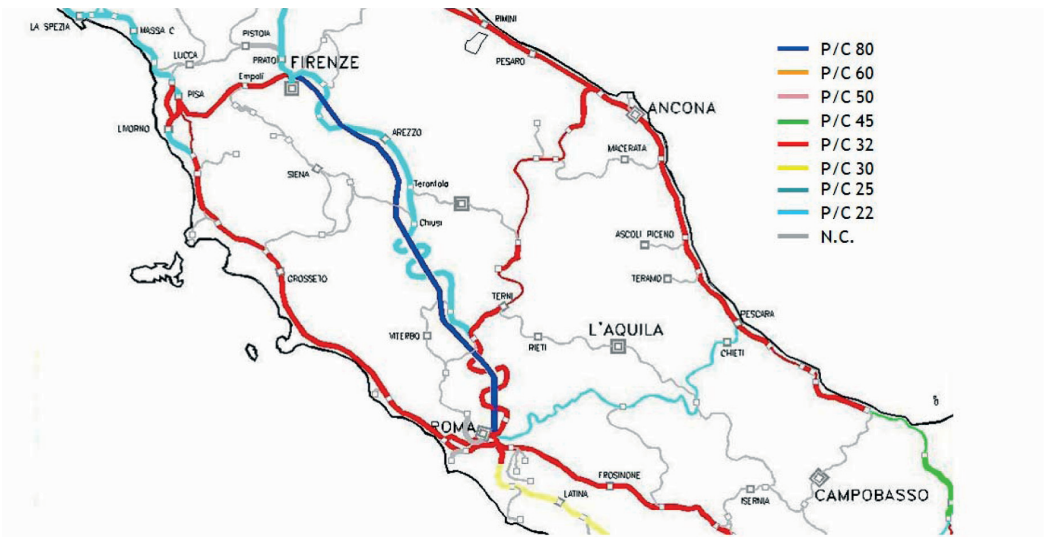 RIMINI
LA SPEZIA
MASSA C
PISTOIA
LUCCA
PRATO
FIRENZE
PESARO
Empoli
PISA
ANCONA
LIVORNO
AREZZO
MACERATA
SIENA
Terontola
Chiusi
ASCOLI PICENO
GROSSETO
TERAMO
TERNI
PESCARA
VITERBO
RIETI
L'AQUILA
CHIETI
ROMA
FROSINONE
LATINA
ISERNIA
CAMPOBASSO
P/C 80
P/C 60
P/C 50
P/C 45
P/C 32
P/C 30
P/C 25
P/C 22
N.C.